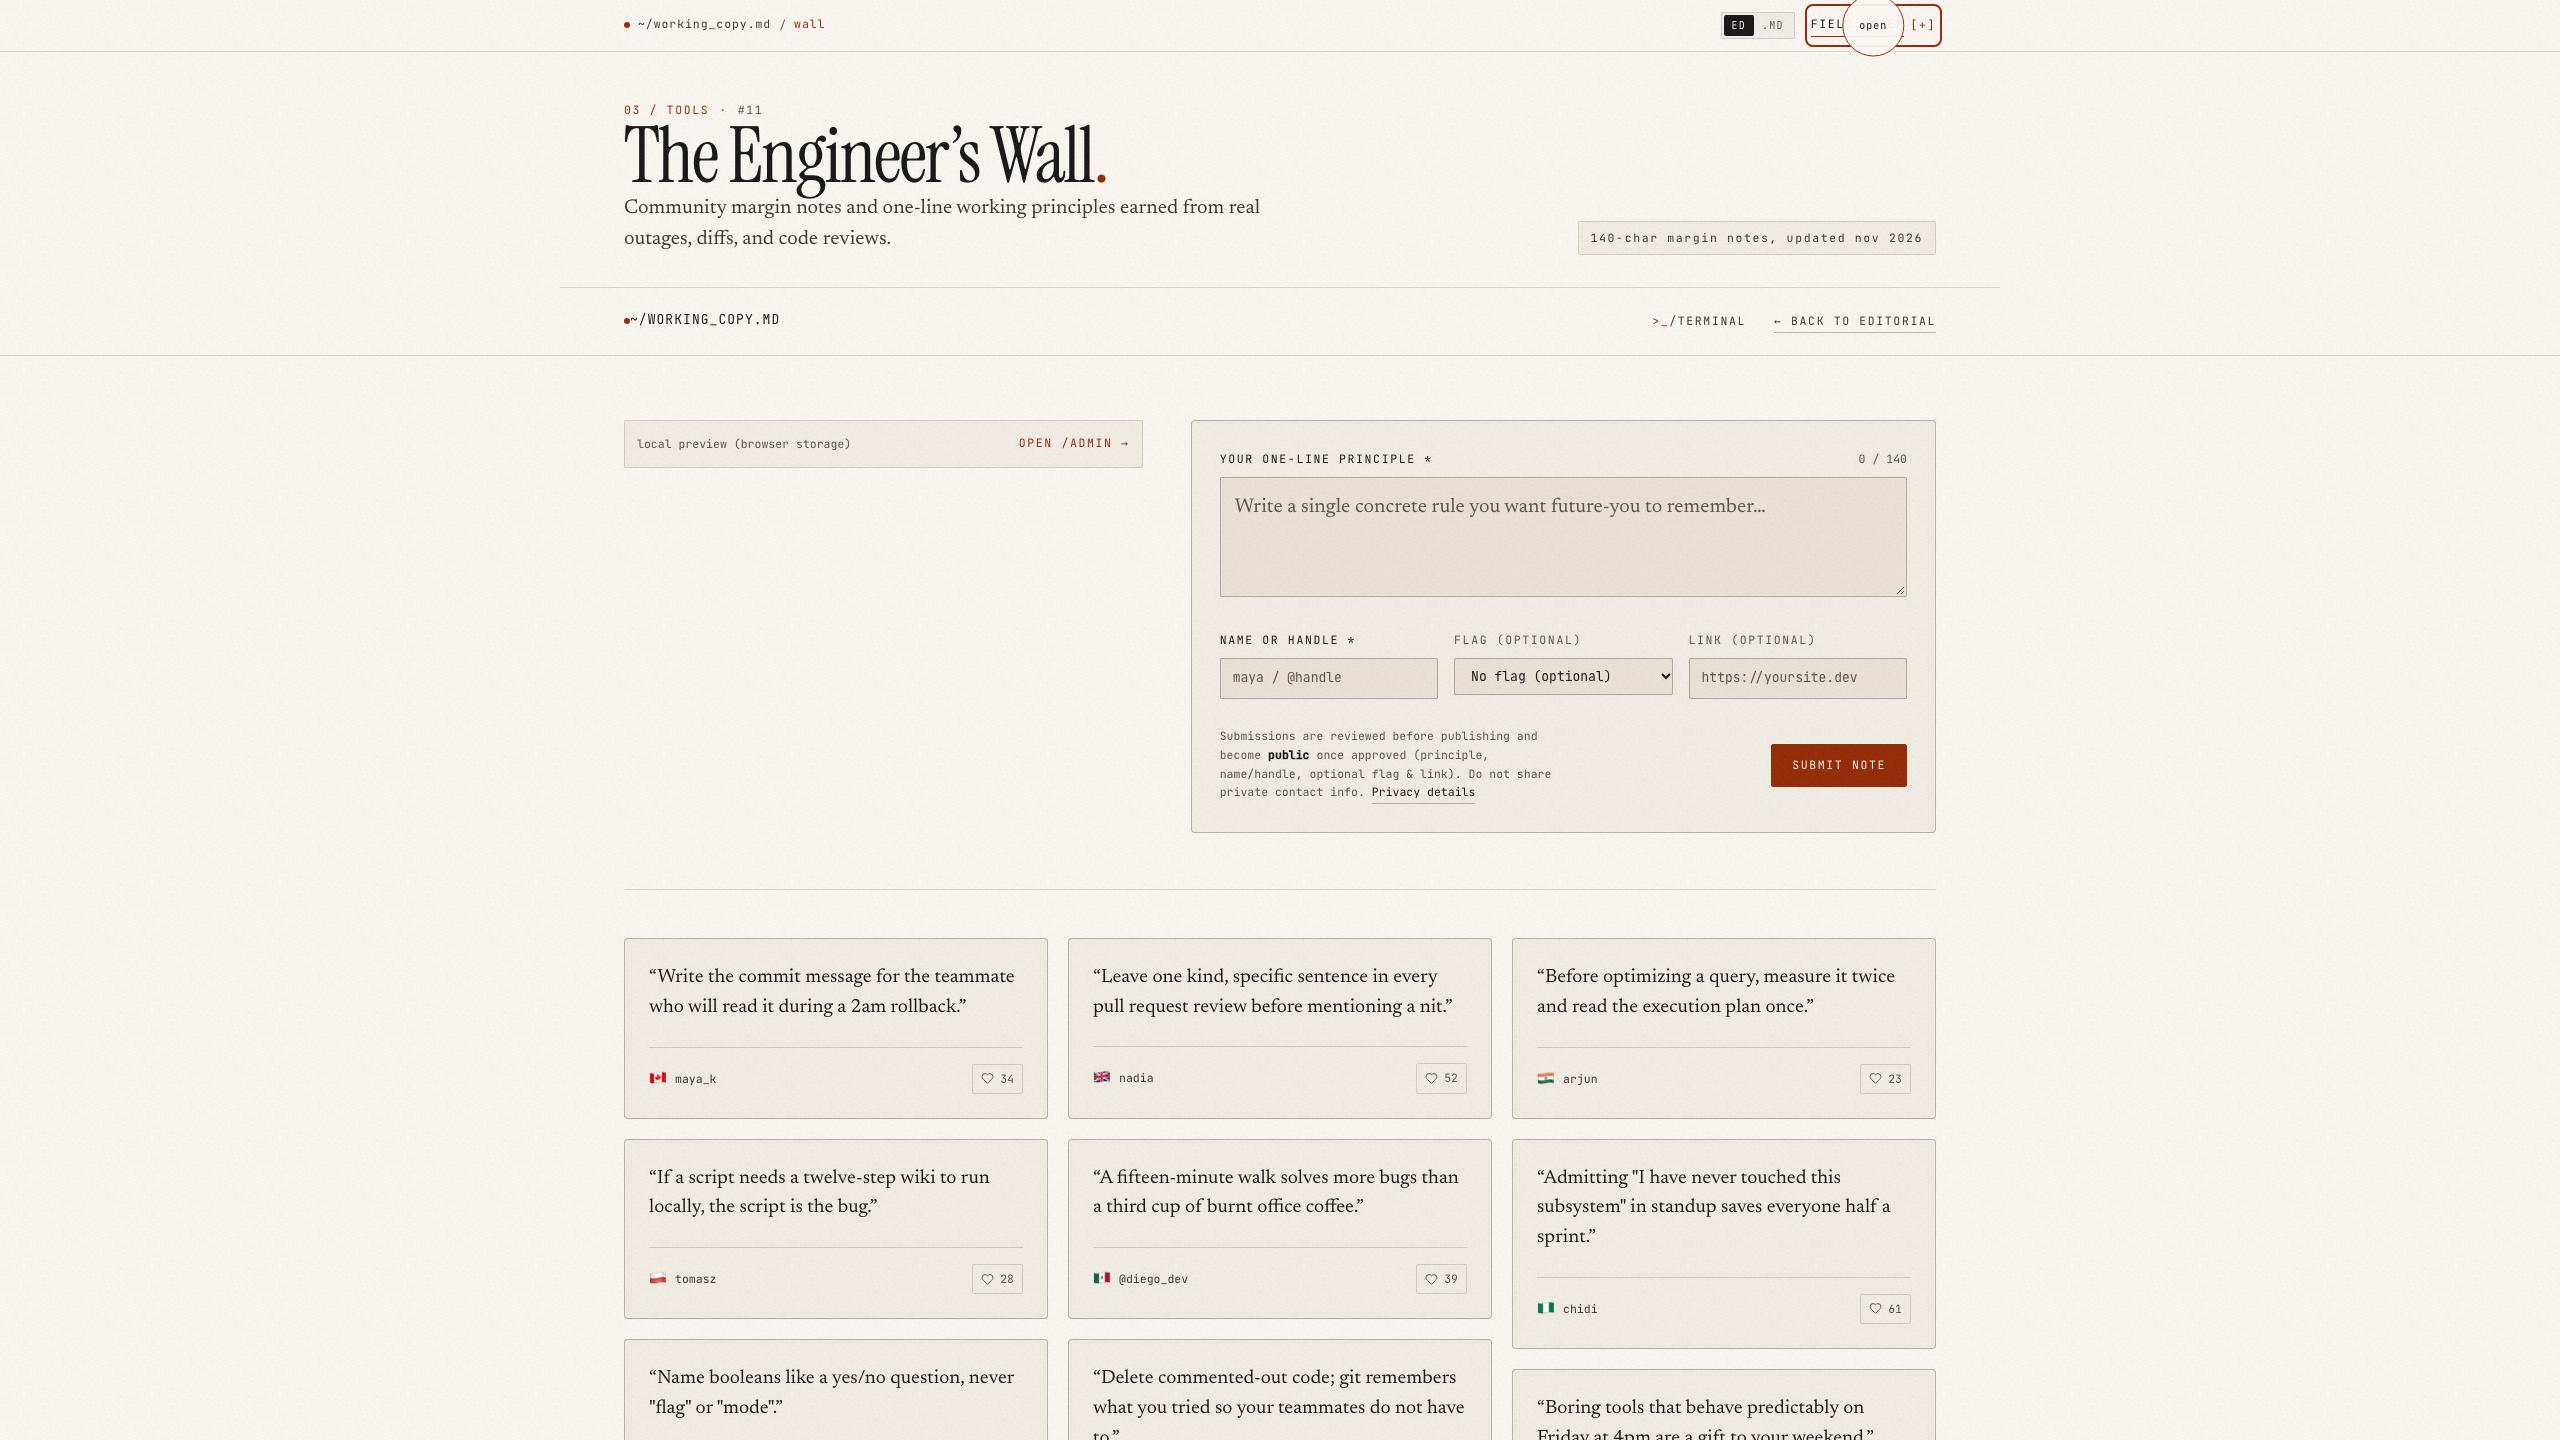 ~/working_copy.md / wall
ED .MD
open [+]
03 / TOOLS · #11
The Engineer’s Wall.
Community margin notes and one-line working principles earned from real
outages, diffs, and code reviews.
140-char margin notes, updated nov 2026
~/WORKING_COPY.MD
>_/TERMINAL ← BACK TO EDITORIAL
local preview (browser storage) OPEN /ADMIN →
YOUR ONE-LINE PRINCIPLE * 0 / 140
Write a single concrete rule you want future-you to remember...
NAME OR HANDLE * FLAG (OPTIONAL) LINK (OPTIONAL)
maya / @handle No flag (optional) https://yoursite.dev
Submissions are reviewed before publishing and
become public once approved (principle,
name/handle, optional flag & link). Do not share
private contact info. Privacy details
SUBMIT NOTE
“Write the commit message for the teammate
who will read it during a 2am rollback.”
maya_k 34
“Leave one kind, specific sentence in every
pull request review before mentioning a nit.”
nadia 52
“Before optimizing a query, measure it twice
and read the execution plan once.”
arjun 23
“If a script needs a twelve-step wiki to run
locally, the script is the bug.”
tomasz 28
“A fifteen-minute walk solves more bugs than
a third cup of burnt office coffee.”
@diego_dev 39
“Admitting "I have never touched this
subsystem" in standup saves everyone half a
sprint.”
chidi 61
“Name booleans like a yes/no question, never
"flag" or "mode".”
“Delete commented-out code; git remembers
what you tried so your teammates do not have
to.”
“Boring tools that behave predictably on
Friday at 4pm are a gift to your weekend.”